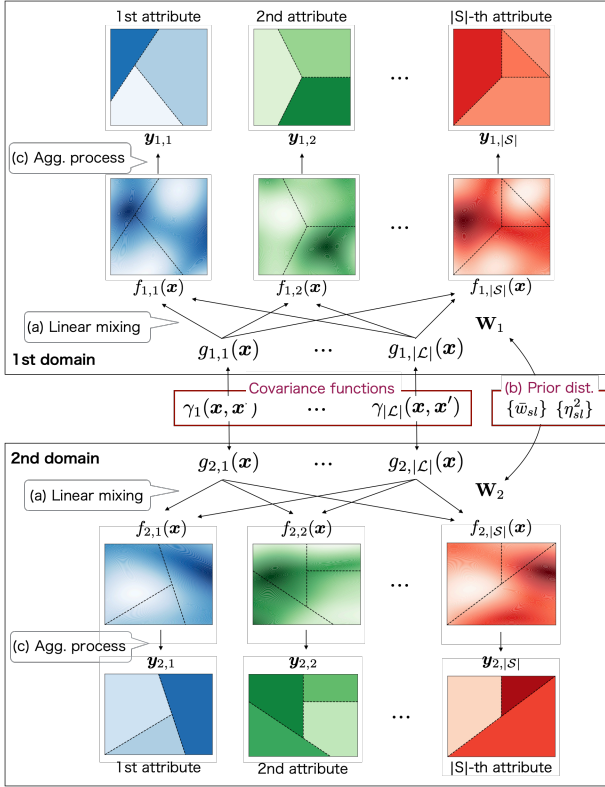 1st attribute 2nd attribute |S|-th attribute
...
y₁,₁ y₁,₂ y₁,|𝒮|
(c) Agg. process
...
f₁,₁(x) f₁,₂(x) f₁,|𝒮|(x)
(a) Linear mixing
W₁
1st domain
g₁,₁(x) ... g₁,|ℒ|(x)
Covariance functions
(b) Prior dist.
γ₁(x, x ) ... γ|ℒ|(x, x′)
{w̄ₛₗ} {η²ₛₗ}
2nd domain
g₂,₁(x) ... g₂,|ℒ|(x)
(a) Linear mixing
W₂
f₂,₁(x) f₂,₂(x) f₂,|𝒮|(x)
...
(c) Agg. process
y₂,₁ y₂,₂ y₂,|𝒮|
...
1st attribute 2nd attribute |S|-th attribute